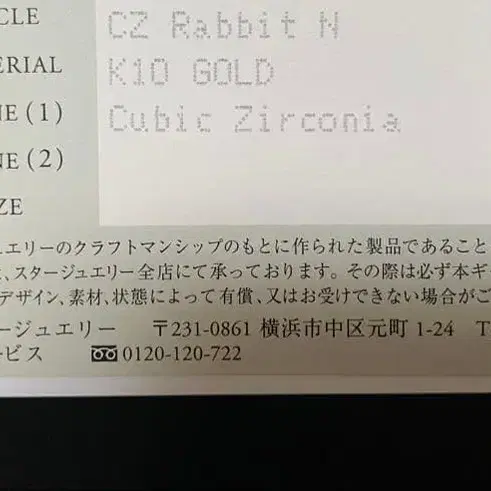 CLE CZ Rabbit N
ERIAL K10 GOLD
NE (1) Cubic Zirconia
NE (2)
ZE
ュエリーのクラフトマンシップのもとに作られた製品であること
、スタージュエリー全店にて承っております。その際は必ず本ギ
デザイン、素材、状態によって有償、又はお受けできない場合がご
ージュエリー 〒231-0861 横浜市中区元町 1-24 T
ービス 0120-120-722